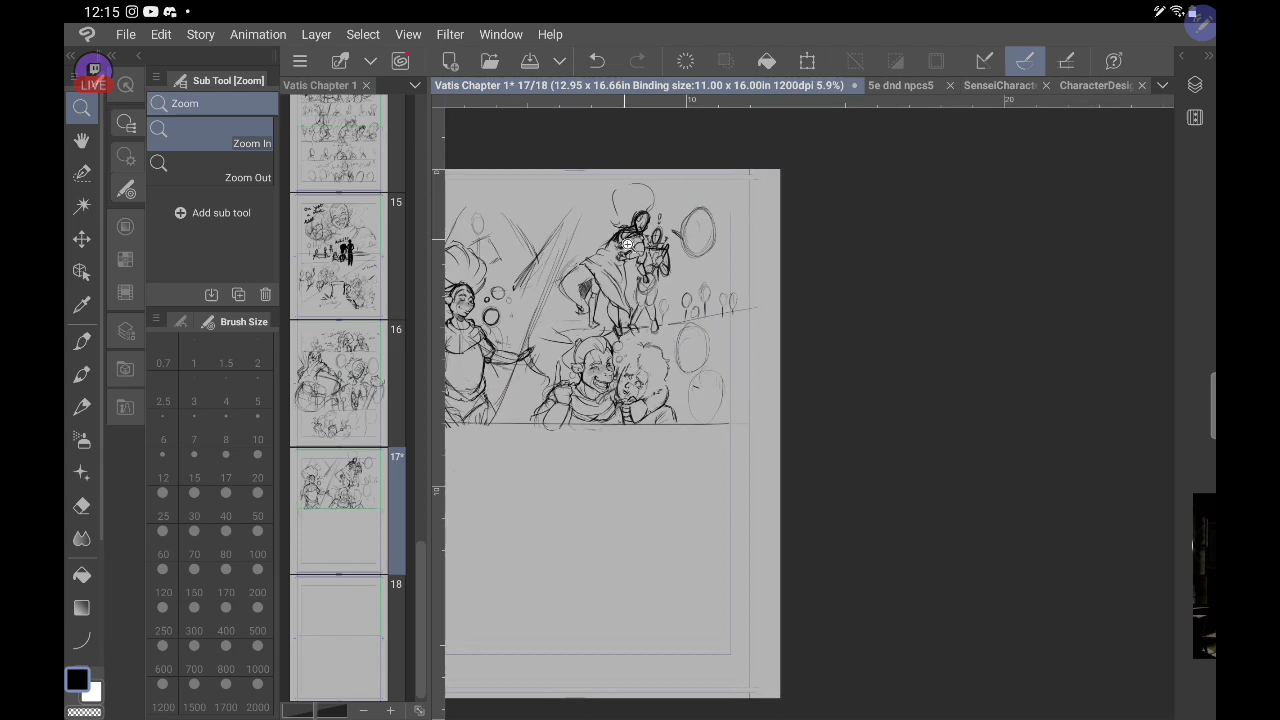 12:15
File Edit Story Animation Layer Select View Filter Window Help
LIVE
Sub Tool [Zoom]
Zoom
Zoom In
Zoom Out
Add sub tool
Brush Size
0.7 1 1.5 2
2.5 3 4 5
6 7 8 10
12 15 17 20
25 30 40 50
60 70 80 100
120 150 170 200
250 300 400 500
600 700 800 1000
1200 1500 1700 2000
Vatis Chapter 1
15
16
17*
18
Vatis Chapter 1* 17/18 (12.95 x 16.66in Binding size:11.00 x 16.00in 1200dpi 5.9%)
5e dnd npcs5
SenseiCharact
CharacterDesig
10
20
0
10